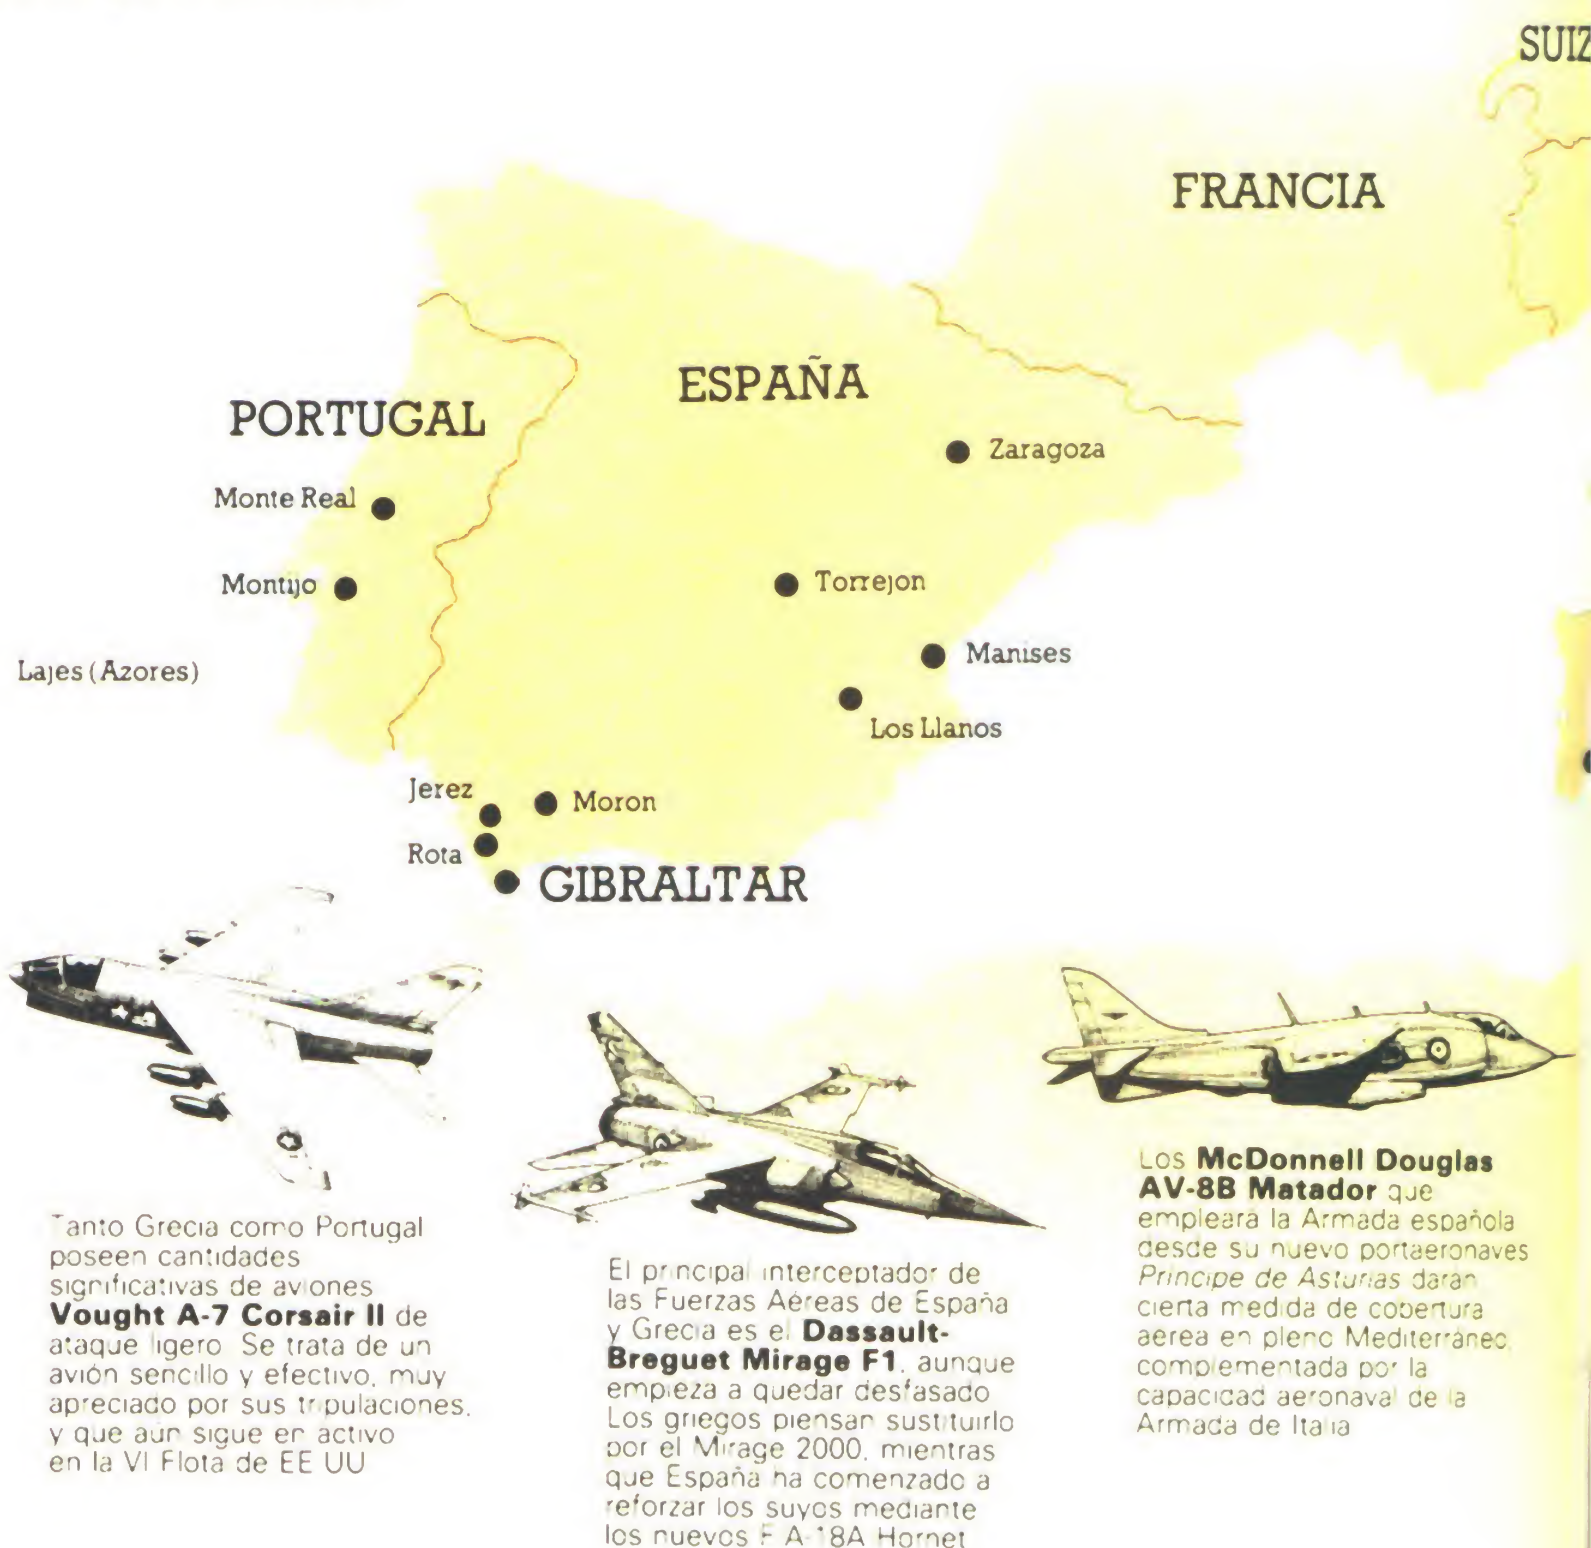 SUIZ
FRANCIA
ESPAÑA
PORTUGAL
Zaragoza
Monte Real
Montijo
Torrejon
Lajes (Azores)
Manises
Los Llanos
Jerez
Moron
Rota
GIBRALTAR
Tanto Grecia como Portugal
poseen cantidades
significativas de aviones
Vought A-7 Corsair II de
ataque ligero Se trata de un
avión sencillo y efectivo, muy
apreciado por sus tripulaciones,
y que aún sigue en activo
en la VI Flota de EE UU
El principal interceptador de
las Fuerzas Aéreas de España
y Grecia es el Dassault-
Breguet Mirage F1, aunque
empieza a quedar desfasado
Los griegos piensan sustituirlo
por el Mirage 2000, mientras
que España ha comenzado a
reforzar los suyos mediante
los nuevos F A-18A Hornet
Los McDonnell Douglas
AV-8B Matador que
empleará la Armada española
desde su nuevo portaeronaves
Príncipe de Asturias darán
cierta medida de cobertura
aérea en pleno Mediterráneo,
complementada por la
capacidad aeronaval de la
Armada de Italia